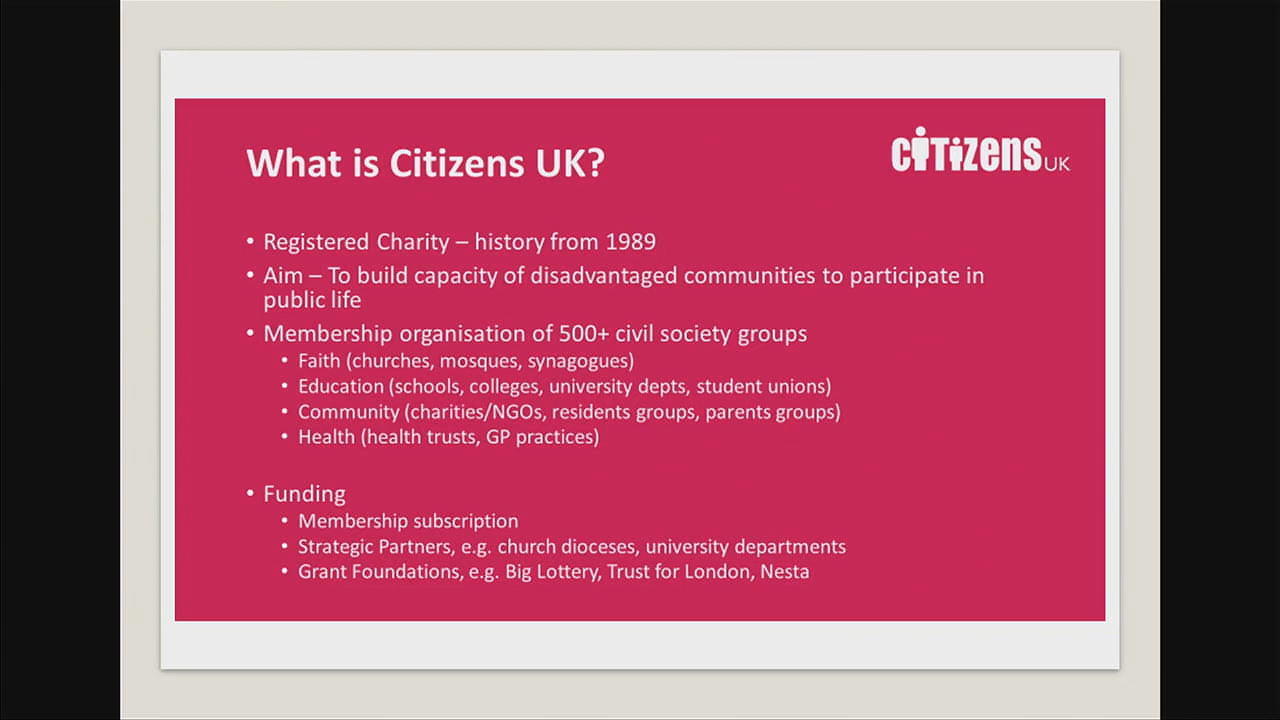 What is Citizens UK?
citizens UK
• Registered Charity – history from 1989
• Aim – To build capacity of disadvantaged communities to participate in
public life
• Membership organisation of 500+ civil society groups
• Faith (churches, mosques, synagogues)
• Education (schools, colleges, university depts, student unions)
• Community (charities/NGOs, residents groups, parents groups)
• Health (health trusts, GP practices)
• Funding
• Membership subscription
• Strategic Partners, e.g. church dioceses, university departments
• Grant Foundations, e.g. Big Lottery, Trust for London, Nesta